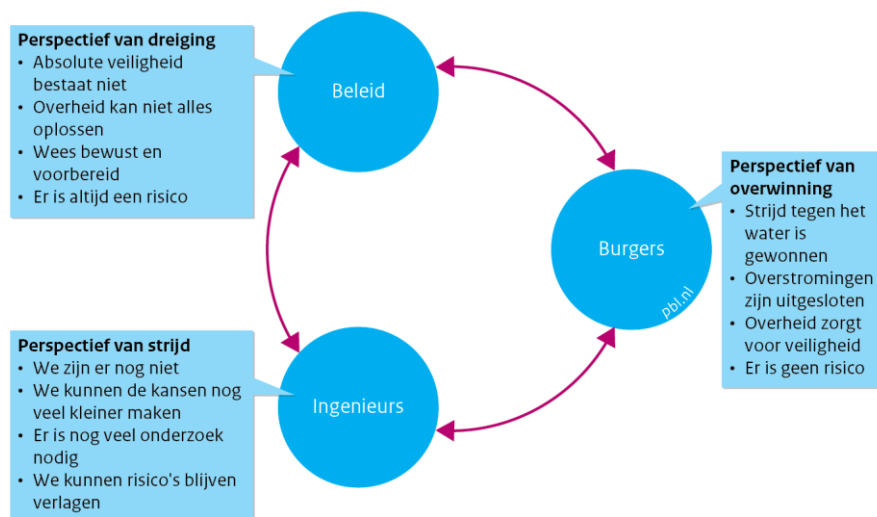 Perspectief van dreiging
• Absolute veiligheid
bestaat niet
• Overheid kan niet alles
oplossen
• Wees bewust en
voorbereid
• Er is altijd een risico
Beleid
Perspectief van
overwinning
• Strijd tegen het
water is
gewonnen
• Overstromingen
zijn uitgesloten
• Overheid zorgt
voor veiligheid
• Er is geen risico
Burgers
pbl.nl
Perspectief van strijd
• We zijn er nog niet
• We kunnen de kansen nog
veel kleiner maken
• Er is nog veel onderzoek
nodig
• We kunnen risico's blijven
verlagen
Ingenieurs